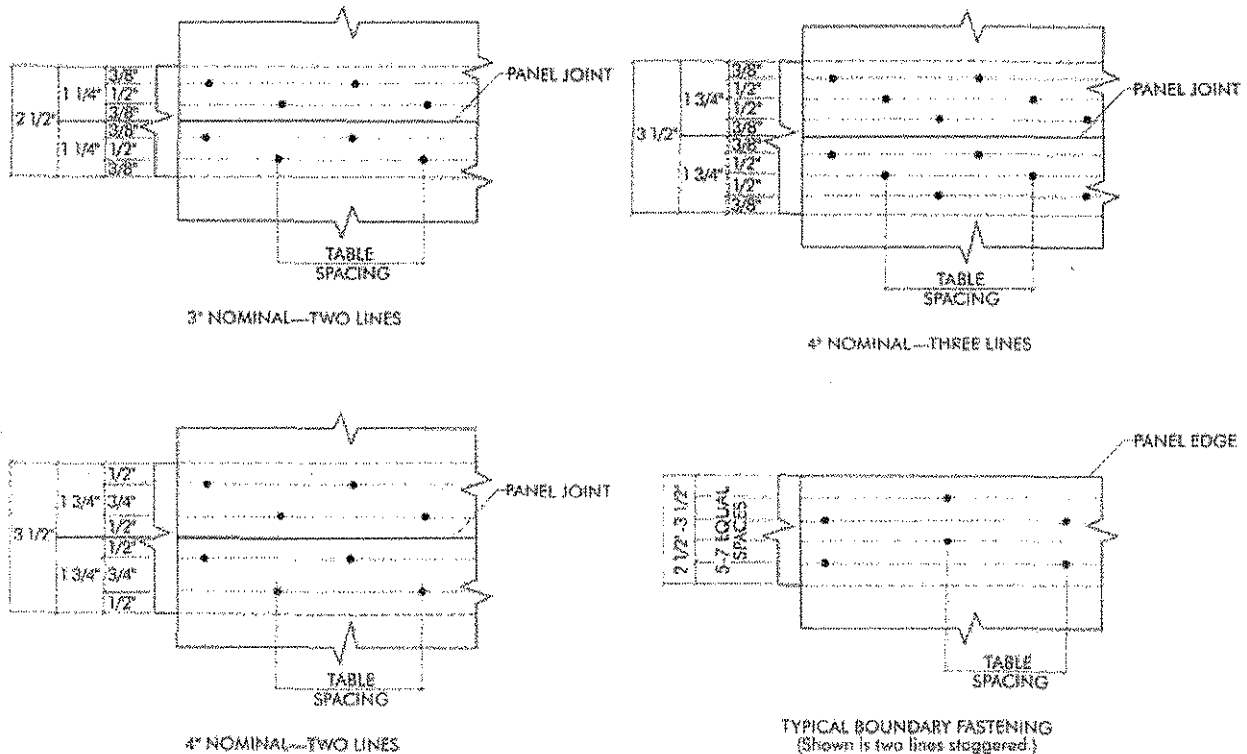 3/8"
1/2"
3/8"
3/8"
1/2"
3/8"
1 1/4"
1 1/4"
2 1/2"
PANEL JOINT
TABLE
SPACING
3" NOMINAL—TWO LINES
3/8"
1/2"
1/2"
3/8"
3/8"
1/2"
1/2"
3/8"
1 3/4"
1 3/4"
3 1/2"
PANEL JOINT
TABLE
SPACING
4" NOMINAL—THREE LINES
1/2"
3/4"
1/2"
1/2"
3/4"
1/2"
1 3/4"
1 3/4"
3 1/2"
PANEL JOINT
TABLE
SPACING
4" NOMINAL—TWO LINES
PANEL EDGE
2 1/2"-3 1/2"
5-7 EQUAL
SPACES
TABLE
SPACING
TYPICAL BOUNDARY FASTENING
(Shown is two lines staggered.)